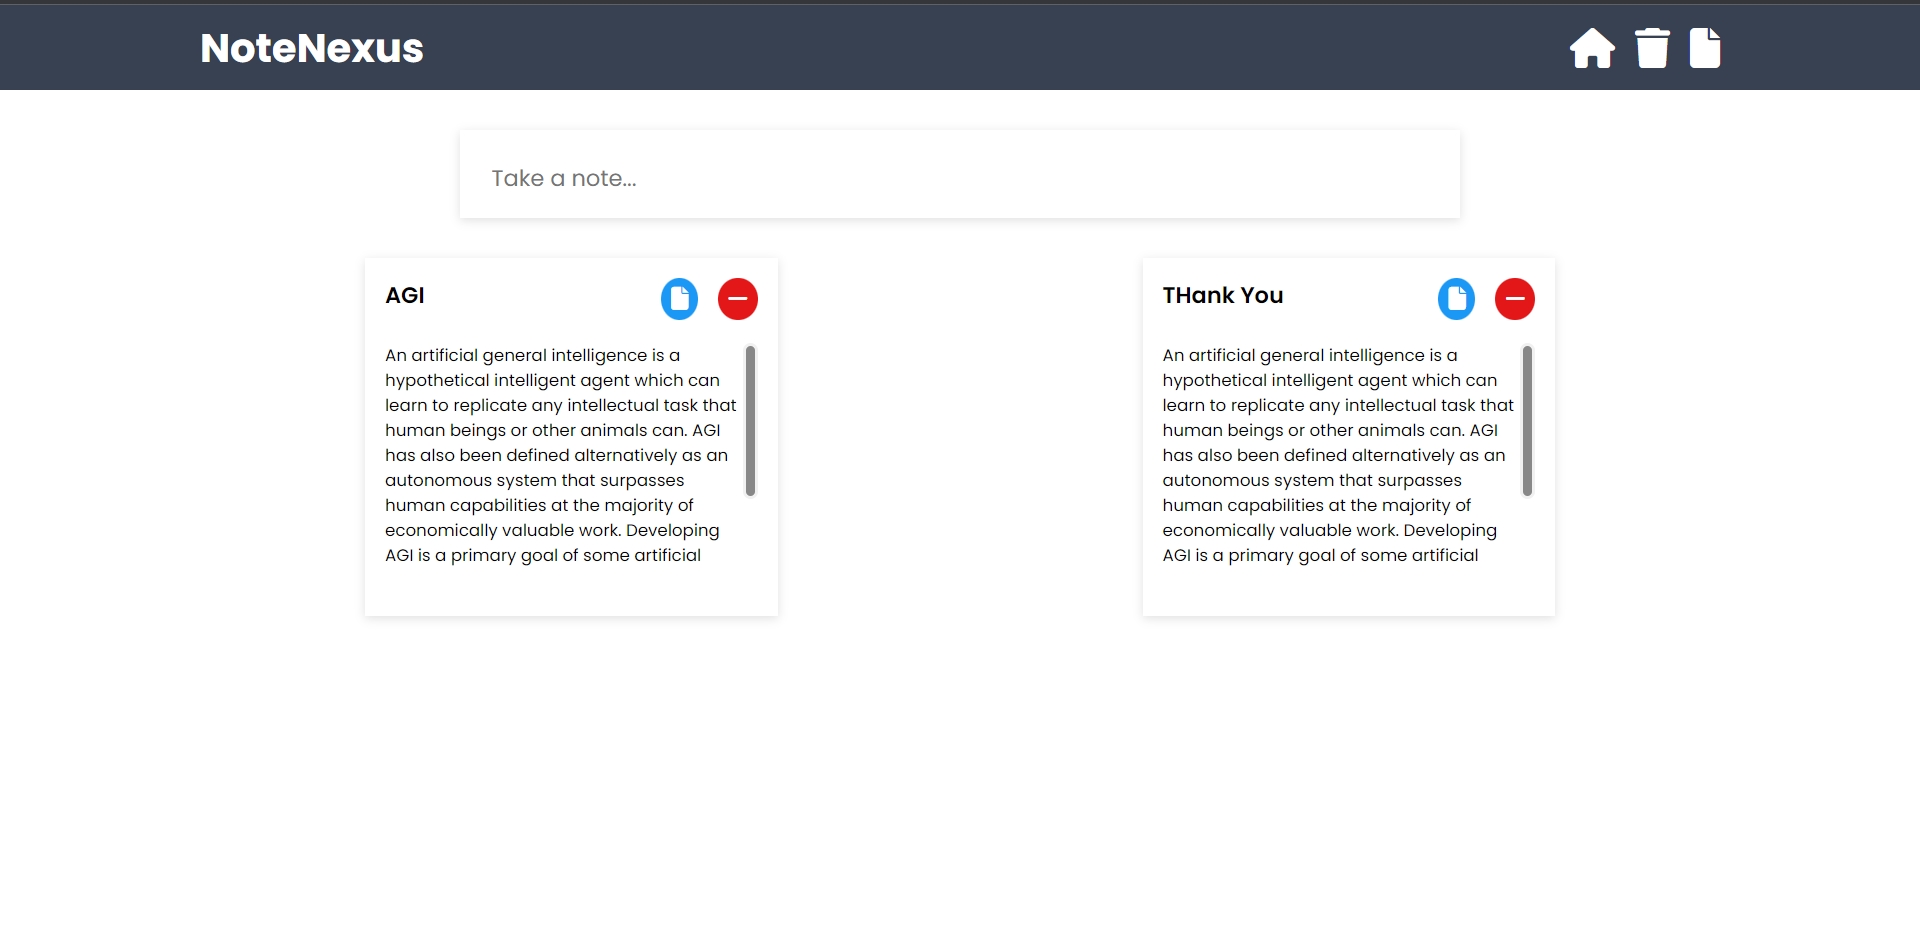 NoteNexus
Take a note...
AGI
An artificial general intelligence is a
hypothetical intelligent agent which can
learn to replicate any intellectual task that
human beings or other animals can. AGI
has also been defined alternatively as an
autonomous system that surpasses
human capabilities at the majority of
economically valuable work. Developing
AGI is a primary goal of some artificial
THank You
An artificial general intelligence is a
hypothetical intelligent agent which can
learn to replicate any intellectual task that
human beings or other animals can. AGI
has also been defined alternatively as an
autonomous system that surpasses
human capabilities at the majority of
economically valuable work. Developing
AGI is a primary goal of some artificial